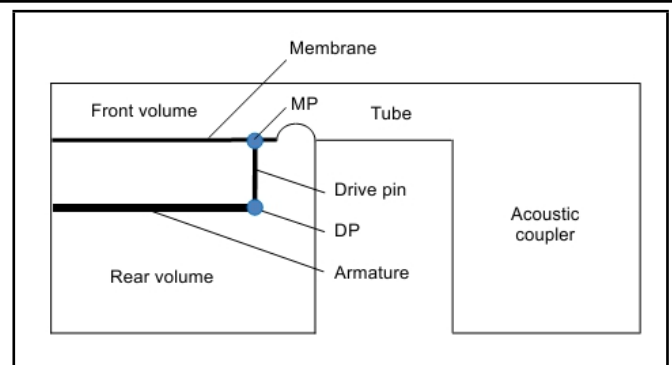 Membrane
Front volume
MP
Tube
Drive pin
DP
Acoustic
coupler
Rear volume
Armature